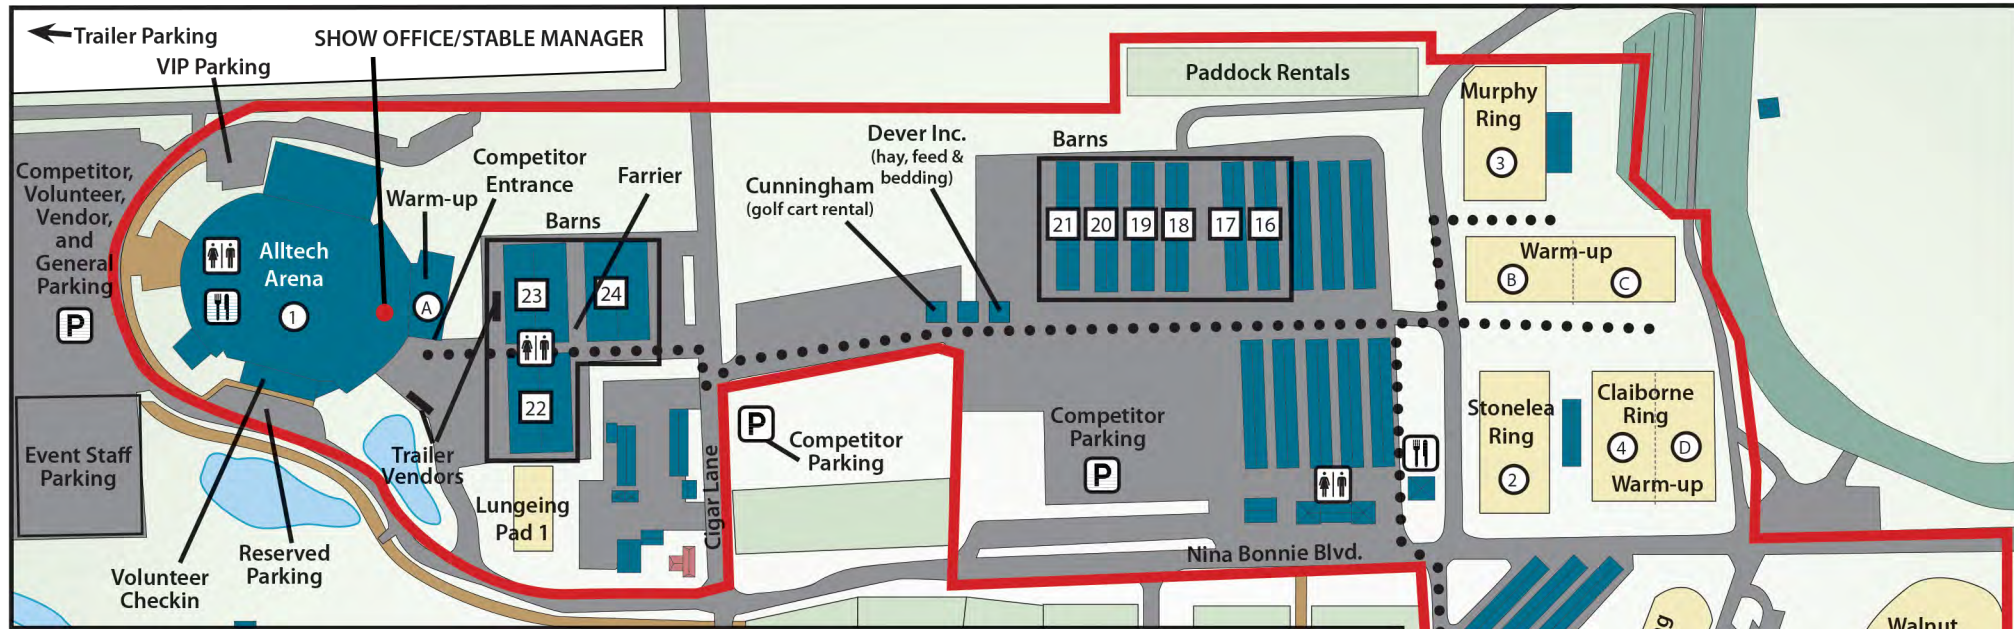 Trailer Parking
VIP Parking
SHOW OFFICE/STABLE MANAGER
Competitor,
Volunteer,
Vendor,
and
General
Parking
P
Alltech
Arena
1
Warm-up
A
Competitor
Entrance
Barns
Farrier
23
24
22
Event Staff
Parking
Volunteer
Checkin
Reserved
Parking
Trailer
Vendors
Lungeing
Pad 1
Cigar Lane
Cunningham
(golf cart rental)
Dever Inc.
(hay, feed &
bedding)
P
Competitor
Parking
Paddock Rentals
Barns
21
20
19
18
17
16
Competitor
Parking
P
Nina Bonnie Blvd.
Murphy
Ring
3
Warm-up
B
C
Stonelea
Ring
2
Claiborne
Ring
4
D
Warm-up
Walnut